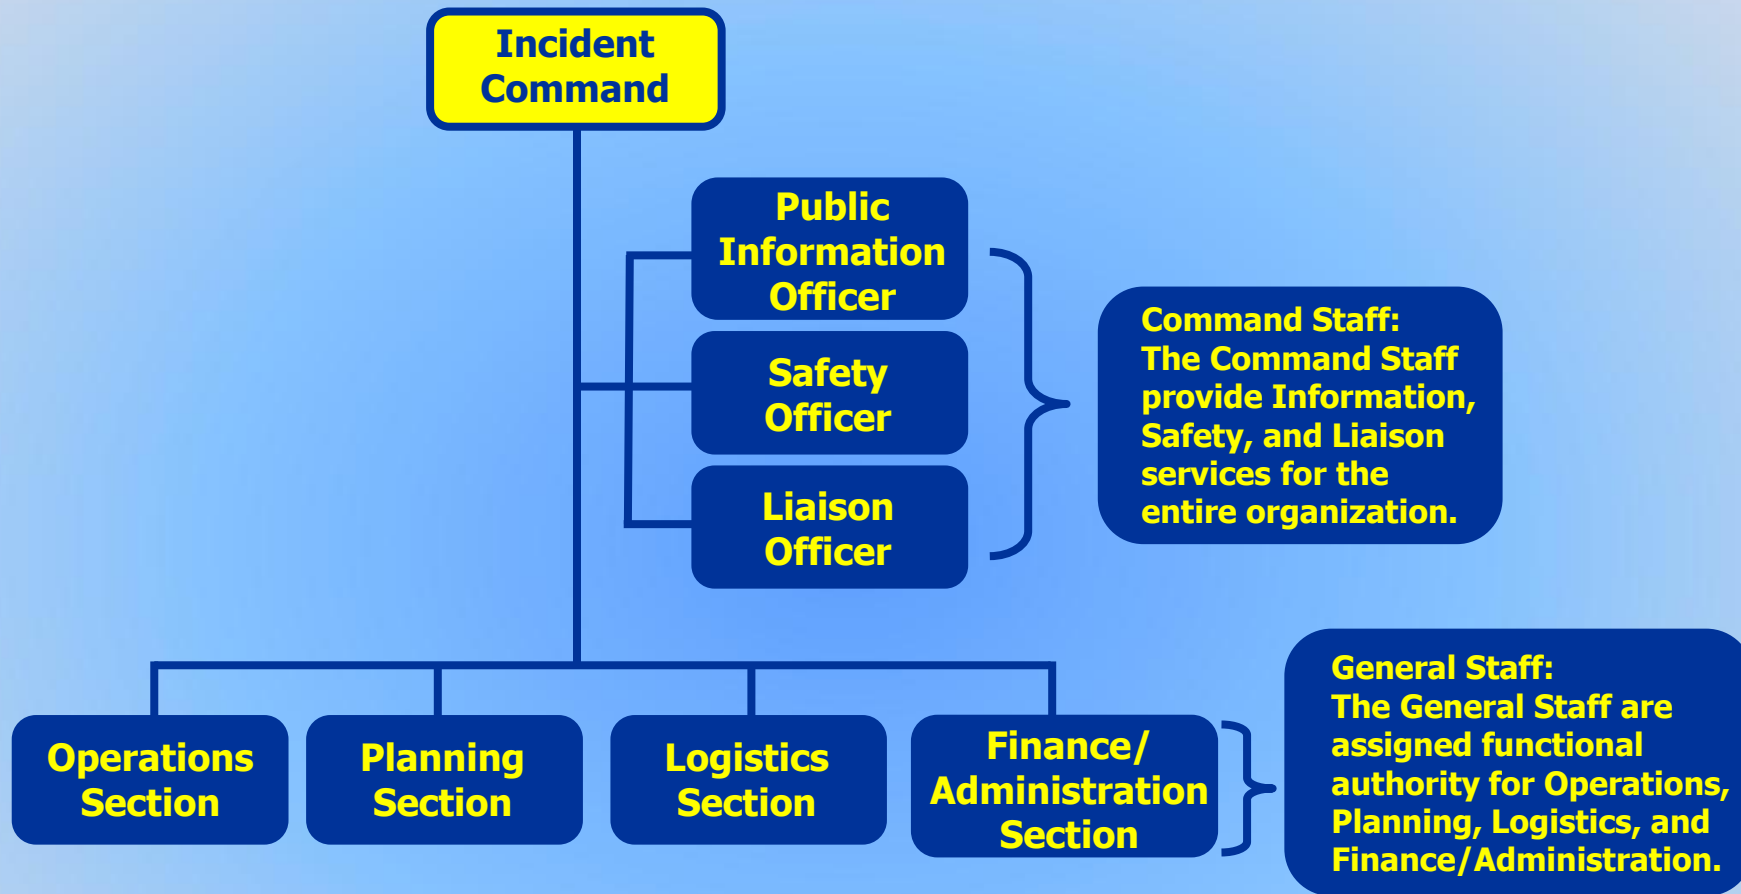 Incident
Command
Public
Information
Officer
Safety
Officer
Liaison
Officer
Command Staff:
The Command Staff
provide Information,
Safety, and Liaison
services for the
entire organization.
Operations
Section
Planning
Section
Logistics
Section
Finance/
Administration
Section
General Staff:
The General Staff are
assigned functional
authority for Operations,
Planning, Logistics, and
Finance/Administration.